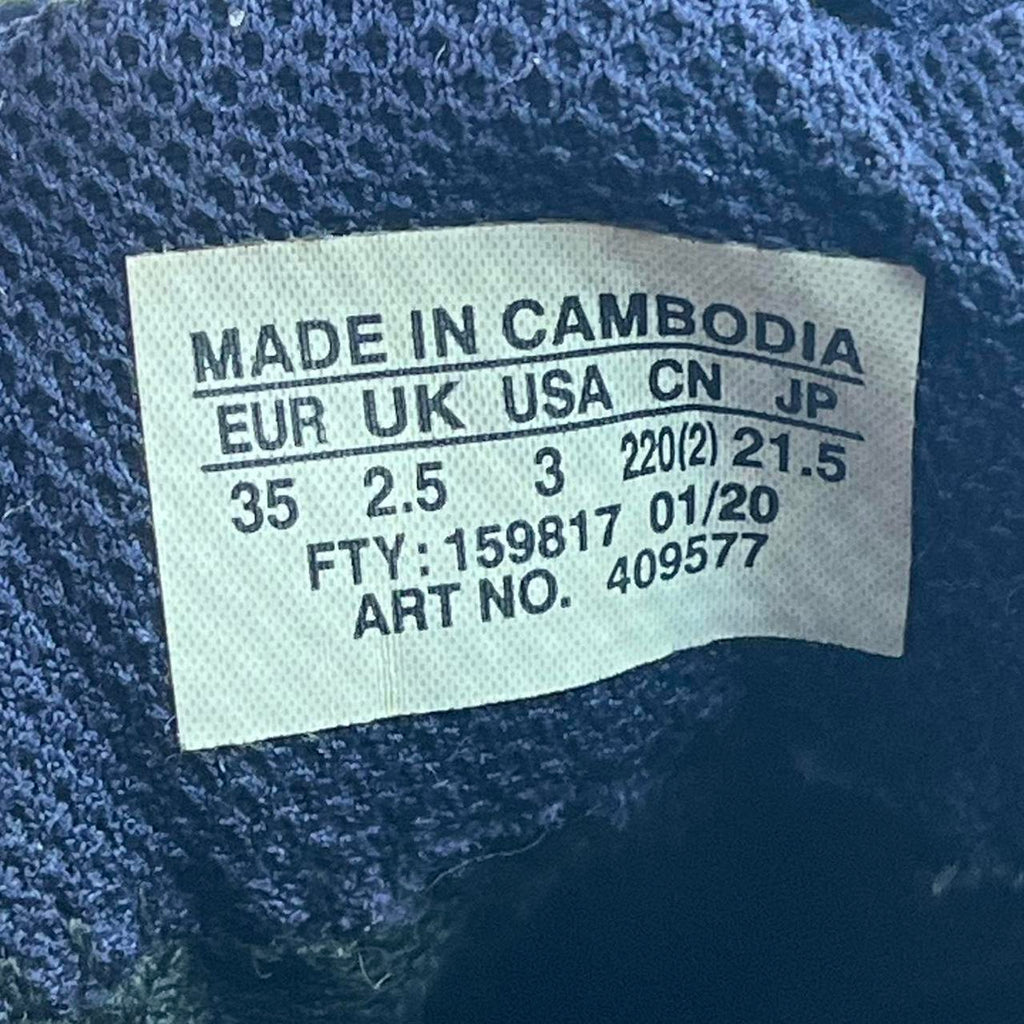 MADE IN CAMBODIA
EUR UK USA CN JP
35 2.5 3 220(2) 21.5
FTY: 159817 01/20
ART NO. 409577